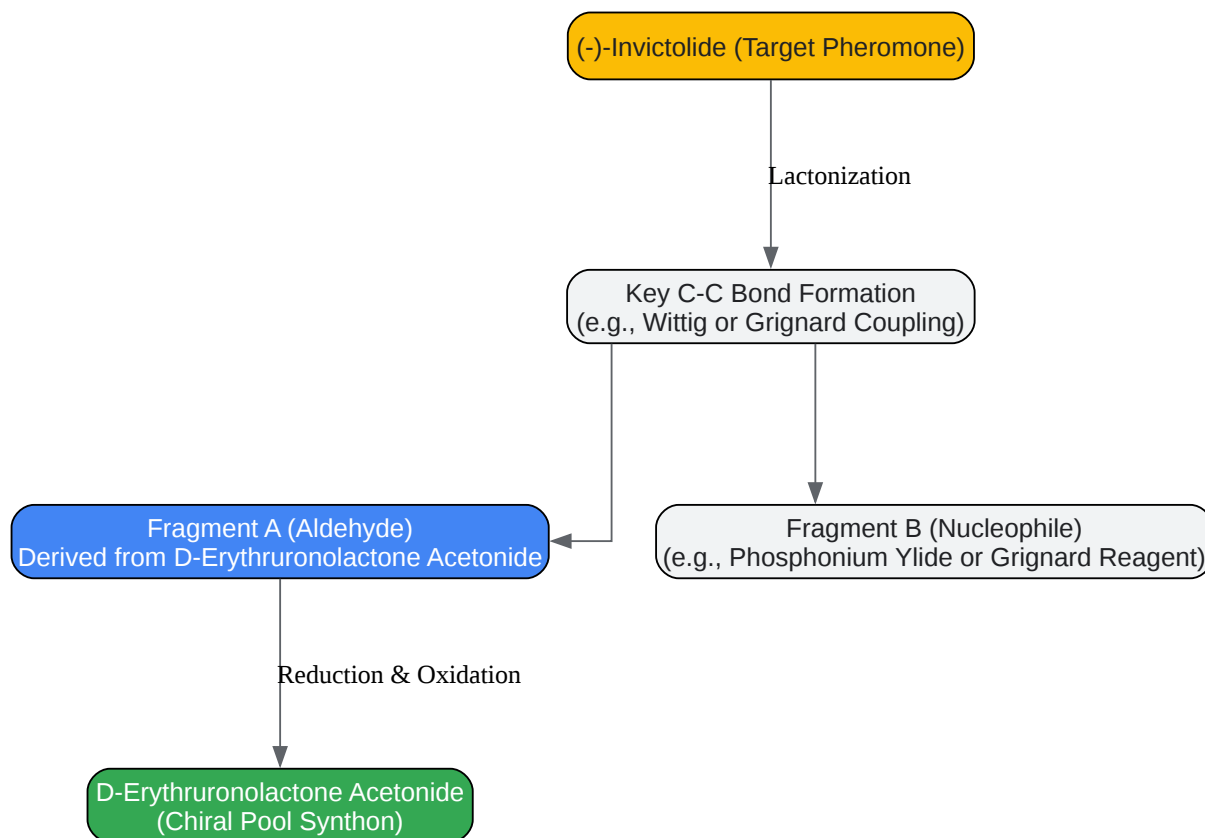 (-)-Invictolide (Target Pheromone)
Lactonization
Key C-C Bond Formation
(e.g., Wittig or Grignard Coupling)
Fragment A (Aldehyde)
Derived from D-Erythruronolactone Acetonide
Fragment B (Nucleophile)
(e.g., Phosphonium Ylide or Grignard Reagent)
Reduction & Oxidation
D-Erythruronolactone Acetonide
(Chiral Pool Synthon)